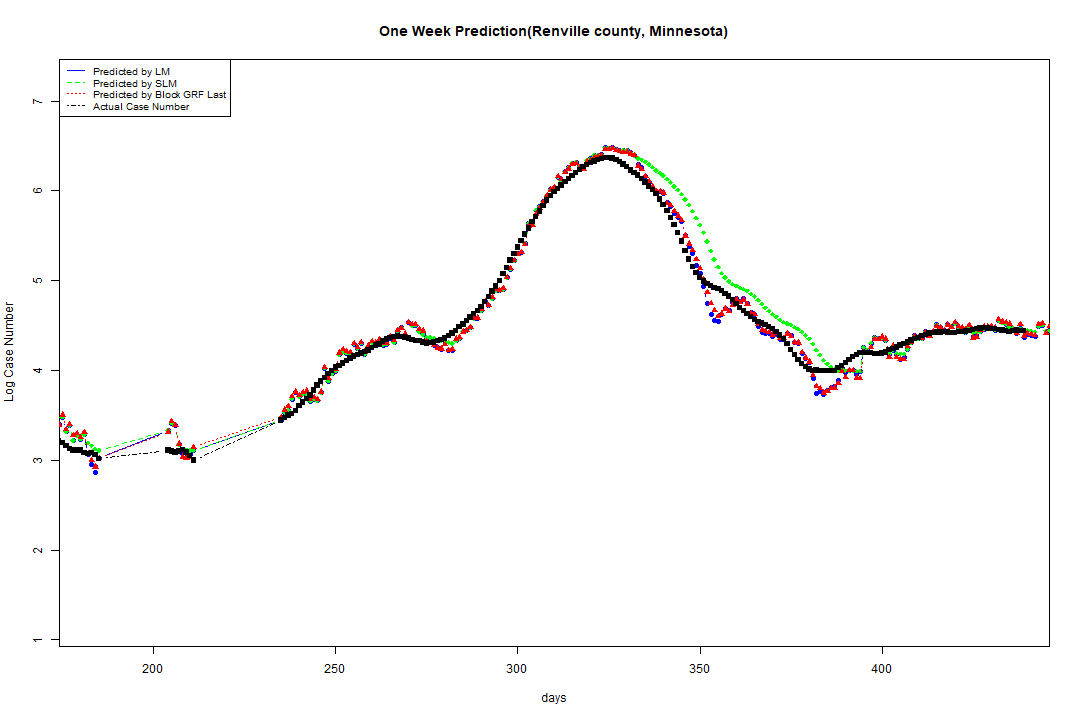 One Week Prediction(Renville county, Minnesota)
Predicted by LM
Predicted by SLM
Predicted by Block GRF Last
Actual Case Number
7
6
5
4
3
2
1
Log Case Number
200 250 300 350 400
days